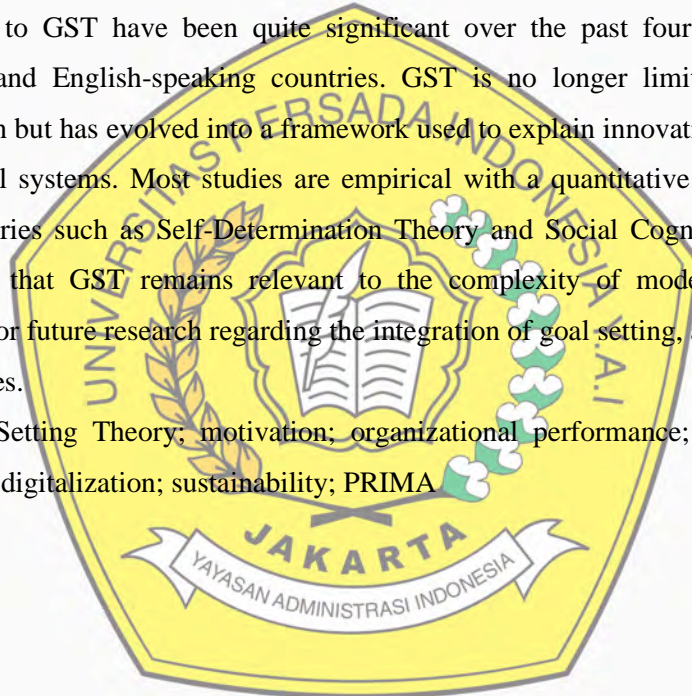 to GST have been quite significant over the past four
and English-speaking countries. GST is no longer limit
but has evolved into a framework used to explain innovati
systems. Most studies are empirical with a quantitative
ries such as Self-Determination Theory and Social Cogn
that GST remains relevant to the complexity of mode
or future research regarding the integration of goal setting,
es.
Setting Theory; motivation; organizational performance;
digitalization; sustainability; PRIMA
UNIVERSITAS PERSADA INDONESIA Y.A.I
JAKARTA
YAYASAN ADMINISTRASI INDONESIA